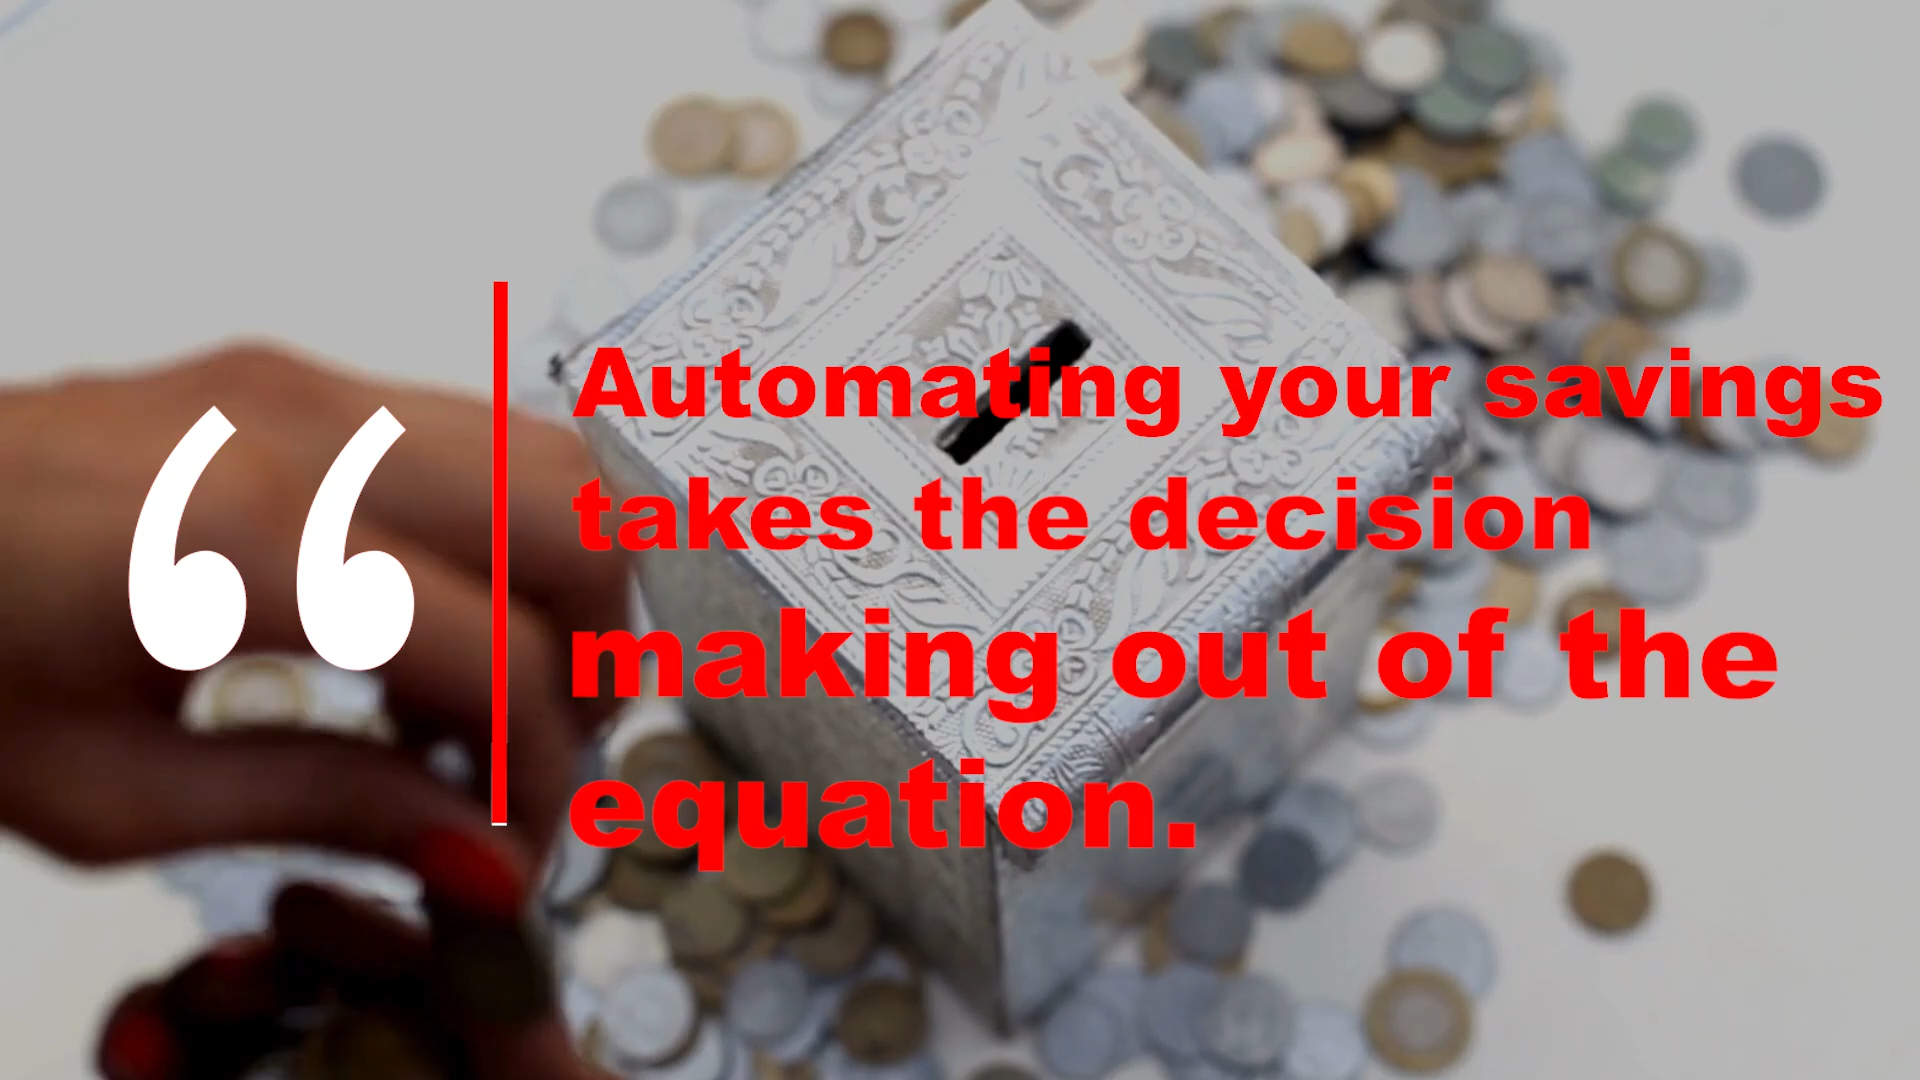 “
Automating your savings
takes the decision
making out of the
equation.